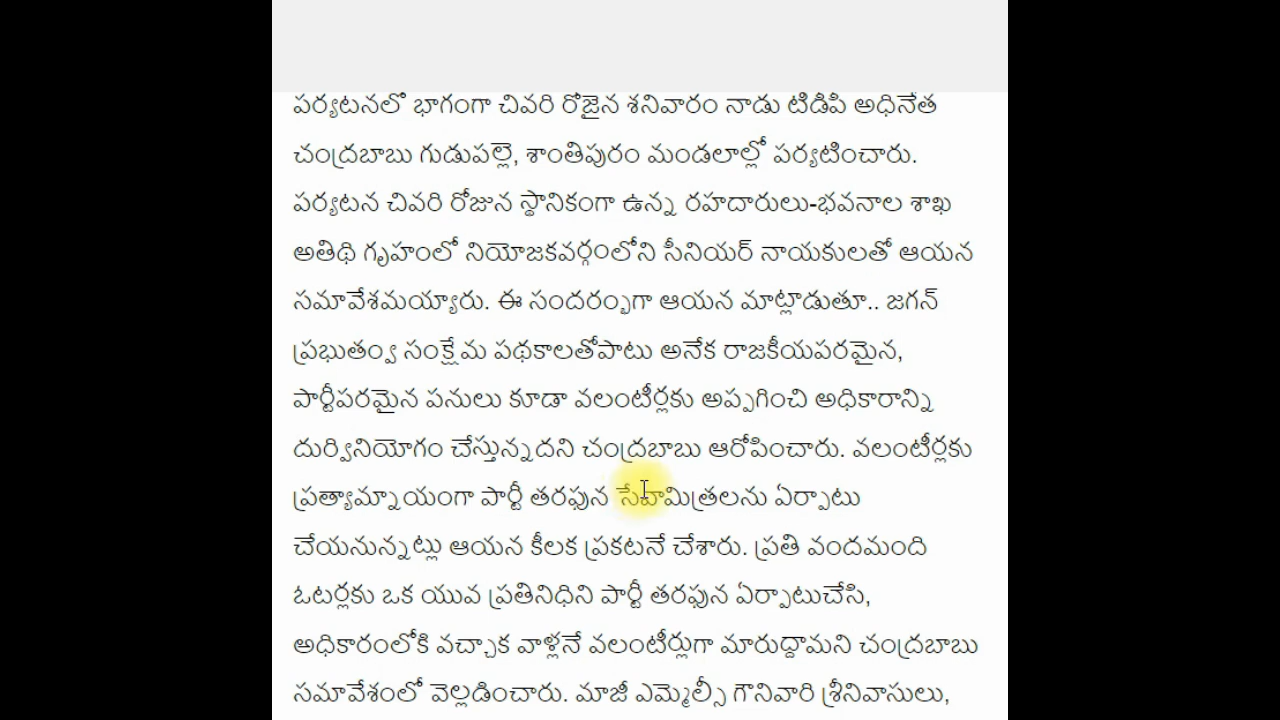 పర్యటనలో భాగంగా చివరి రోజైన శనివారం నాడు టిడిపి అధినేత
చంద్రబాబు గుడుపల్లె, శాంతిపురం మండలాల్లో పర్యటించారు.
పర్యటన చివరి రోజున స్థానికంగా ఉన్న రహదారులు-భవనాల శాఖ
అతిథి గృహంలో నియోజకవర్గంలోని సీనియర్ నాయకులతో ఆయన
సమావేశమయ్యారు. ఈ సందర్భంగా ఆయన మాట్లాడుతూ.. జగన్
ప్రభుత్వం సంక్షేమ పథకాలతోపాటు అనేక రాజకీయపరమైన,
పార్టీపరమైన పనులు కూడా వలంటీర్లకు అప్పగించి అధికారాన్ని
దుర్వినియోగం చేస్తున్నదని చంద్రబాబు ఆరోపించారు. వలంటీర్లకు
ప్రత్యామ్నాయంగా పార్టీ తరఫున సేవామిత్రలను ఏర్పాటు
చేయనున్నట్లు ఆయన కీలక ప్రకటనే చేశారు. ప్రతి వందమంది
ఓటర్లకు ఒక యువ ప్రతినిధిని పార్టీ తరఫున ఏర్పాటుచేసి,
అధికారంలోకి వచ్చాక వాళ్లనే వలంటీర్లుగా మారుద్దామని చంద్రబాబు
సమావేశంలో వెల్లడించారు. మాజీ ఎమ్మెల్సీ గౌనివారి శ్రీనివాసులు,